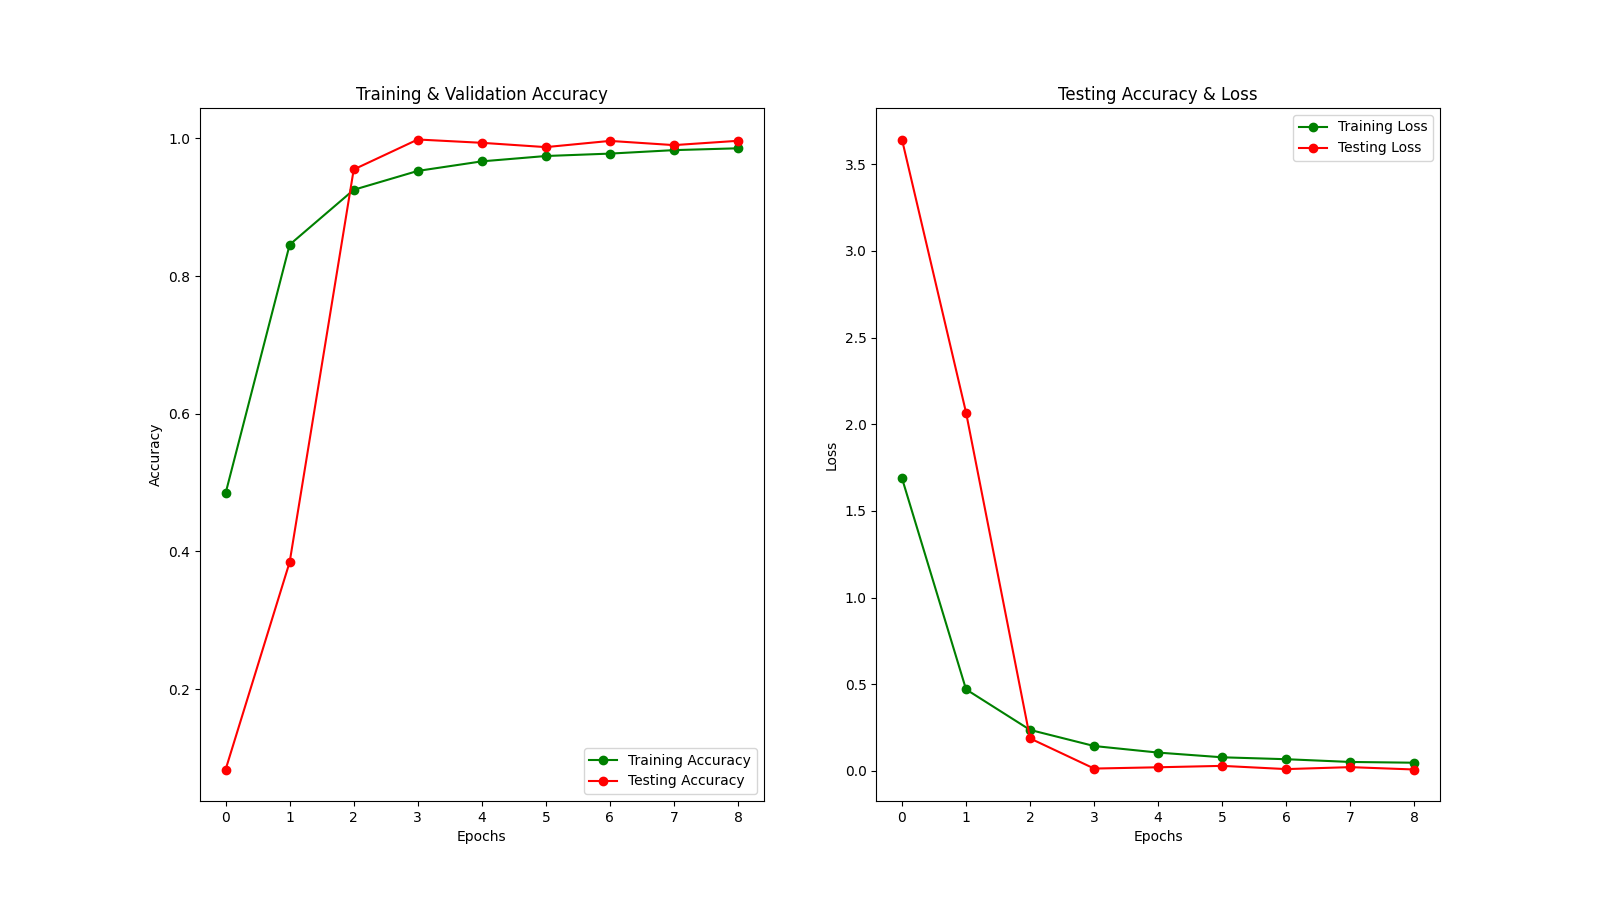 Training & Validation Accuracy
1.0
0.8
0.6
0.4
0.2
Accuracy
Training Accuracy
Testing Accuracy
0 1 2 3 4 5 6 7 8
Epochs
Testing Accuracy & Loss
Training Loss
Testing Loss
3.5
3.0
2.5
2.0
1.5
1.0
0.5
0.0
Loss
0 1 2 3 4 5 6 7 8
Epochs